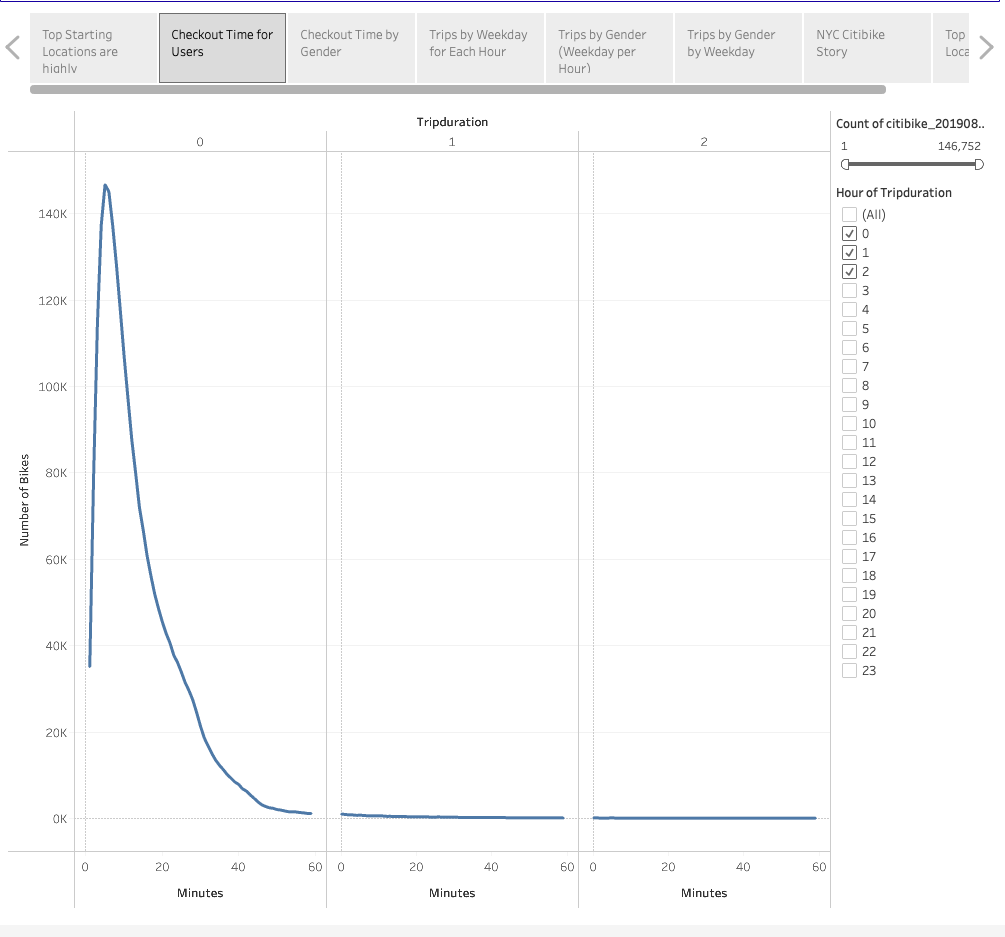 Top Starting
Locations are
highly
Checkout Time for
Users
Checkout Time by
Gender
Trips by Weekday
for Each Hour
Trips by Gender
(Weekday per
Hour)
Trips by Gender
by Weekday
NYC Citibike
Story
Top
Loca
Tripduration
0
1
2
140K
120K
100K
80K
60K
40K
20K
0K
Number of Bikes
0 20 40 60
0 20 40 60
0 20 40 60
Minutes
Minutes
Minutes
Count of citibike_201908..
1 146,752
Hour of Tripduration
(All)
0
1
2
3
4
5
6
7
8
9
10
11
12
13
14
15
16
17
18
19
20
21
22
23